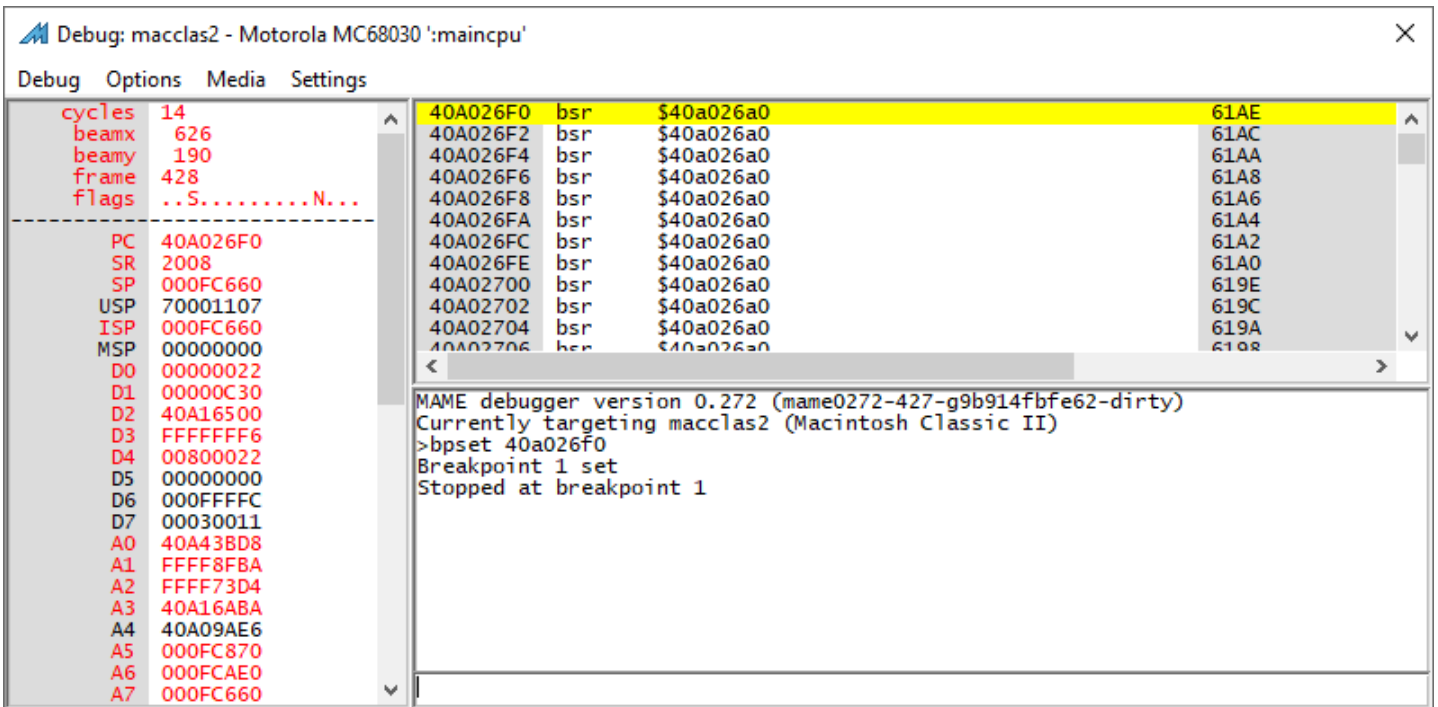 Debug: macclas2 - Motorola MC68030 ':maincpu'
Debug Options Media Settings
cycles 14
beamx 626
beamy 190
frame 428
flags ..S.........N...
--------------------------------
PC 40A026F0
SR 2008
SP 000FC660
USP 70001107
ISP 000FC660
MSP 00000000
D0 00000022
D1 00000C30
D2 40A16500
D3 FFFFFFF6
D4 00800022
D5 00000000
D6 000FFFFC
D7 00030011
A0 40A43BD8
A1 FFFF8FBA
A2 FFFF73D4
A3 40A16ABA
A4 40A09AE6
A5 000FC870
A6 000FCAE0
A7 000FC660
40A026F0 bsr $40a026a0 61AE
40A026F2 bsr $40a026a0 61AC
40A026F4 bsr $40a026a0 61AA
40A026F6 bsr $40a026a0 61A8
40A026F8 bsr $40a026a0 61A6
40A026FA bsr $40a026a0 61A4
40A026FC bsr $40a026a0 61A2
40A026FE bsr $40a026a0 61A0
40A02700 bsr $40a026a0 619E
40A02702 bsr $40a026a0 619C
40A02704 bsr $40a026a0 619A
40A02706 bsr $40a026a0 6198
MAME debugger version 0.272 (mame0272-427-g9b914fbfe62-dirty)
Currently targeting macclas2 (Macintosh Classic II)
>bpset 40a026f0
Breakpoint 1 set
Stopped at breakpoint 1